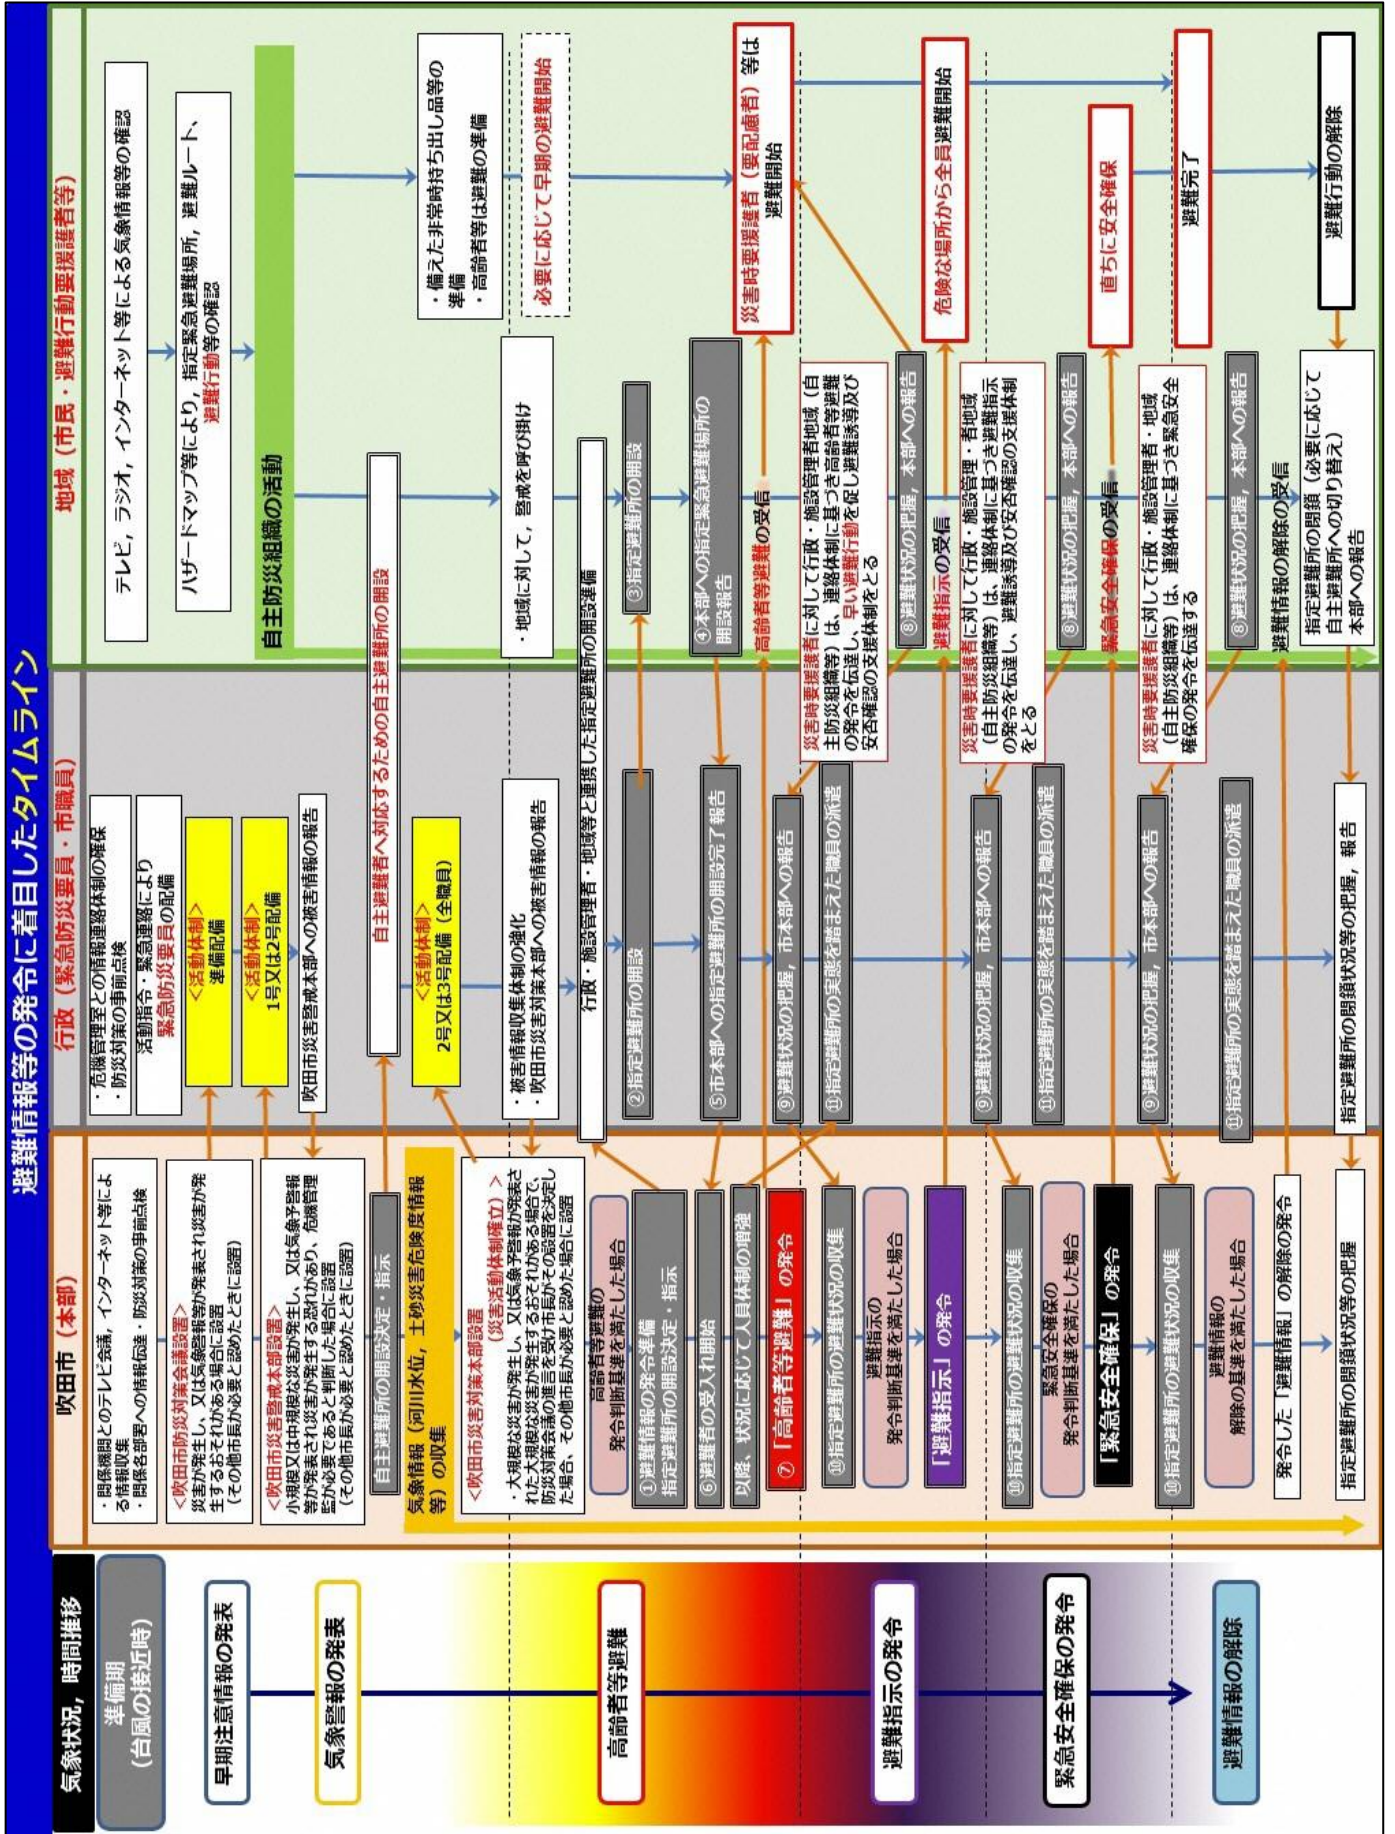 避難情報等の発令に着目したタイムライン
気象状況，時間推移
準備期
（台風の接近時）
早期注意情報の発表
気象警報の発表
高齢者等避難
避難指示の発令
緊急安全確保の発令
避難情報の解除
吹田市（本部）
・関係機関とのテレビ会議，インターネット等によ
る情報収集
・関係各部署への情報伝達・防災対策の事前点検
＜吹田市防災対策会議設置＞
災害が発生し、又は気象警報等が発表され災害が発
生するおそれがある場合に設置
（その他市長が必要と認めたときに設置）
＜吹田市災害警戒本部設置＞
小規模又は中規模な災害が発生し、又は気象予警報
等が発表され災害が発生する恐れがあり、危機管理
監が必要であると判断した場合に設置
（その他市長が必要と認めたときに設置）
自主避難所の開設決定・指示
気象情報（河川水位，土砂災害危険度情報
等）の収集
＜吹田市災害対策本部設置
（災害活動体制確立）＞
・大規模な災害が発生し、又は気象予警報が発表さ
れた大規模な災害が発生するおそれがある場合で、
防災対策会議の進言を受け市長がその設置を決定し
た場合、その他市長が必要と認めた場合に設置
高齢者等避難の
発令判断基準を満たした場合
①避難情報の発令準備
指定避難所の開設決定・指示
⑥避難者の受入れ開始
以降、状況に応じて人員体制の増強
⑦「高齢者等避難」の発令
⑩指定避難所の避難状況の収集
避難指示の
発令判断基準を満たした場合
「避難指示」の発令
⑩指定避難所の避難状況の収集
緊急安全確保の
発令判断基準を満たした場合
「緊急安全確保」の発令
⑩指定避難所の避難状況の収集
避難情報の
解除の基準を満たした場合
発令した「避難情報」の解除の発令
指定避難所の閉鎖状況等の把握
行政（緊急防災要員・市職員）
・危機管理室との情報連絡体制の確保
・防災対策の事前点検
活動指令・緊急連絡により
緊急防災要員の配備
＜活動体制＞
準備配備
＜活動体制＞
1号又は2号配備
吹田市災害警戒本部への被害情報の報告
自主避難者へ対応するための自主避難所の開設
＜活動体制＞
2号又は3号配備（全職員）
・被害情報収集体制の強化
・吹田市災害対策本部への被害情報の報告
行政・施設管理者・地域等と連携した指定避難所の開設準備
②指定避難所の開設
⑤市本部への指定避難所の開設完了報告
⑨避難状況の把握，市本部への報告
⑪指定避難所の実態を踏まえた職員の派遣
⑨避難状況の把握，市本部への報告
⑪指定避難所の実態を踏まえた職員の派遣
⑨避難状況の把握，市本部への報告
⑪指定避難所の実態を踏まえた職員の派遣
指定避難所の閉鎖状況等の把握，報告
地域（市民・避難行動要援護者等）
テレビ，ラジオ，インターネット等による気象情報等の確認
ハザードマップ等により，指定緊急避難場所，避難ルート、
避難行動等の確認
自主防災組織の活動
・備えた非常時持ち出し品等の
準備
・高齢者等は避難の準備
・地域に対して，警戒を呼び掛け
必要に応じて早期の避難開始
③指定避難所の開設
④本部への指定緊急避難場所の
開設報告
高齢者等避難の受信
災害時要援護者（要配慮者）等は
避難開始
災害時要援護者に対して行政・施設管理者地域（自
主防災組織等）は、連絡体制に基づき高齢者等避難
の発令を伝達し、早い避難行動を促し避難誘導及び
安否確認の支援体制をとる
⑧避難状況の把握，本部への報告
避難指示の受信
危険な場所から全員避難開始
災害時要援護者に対して行政・施設管理・者地域
（自主防災組織等）は、連絡体制に基づき避難指示
の発令を伝達し、避難誘導及び安否確認の支援体制
をとる
⑧避難状況の把握，本部への報告
緊急安全確保の受信
直ちに安全確保
災害時要援護者に対して行政・施設管理者・地域
（自主防災組織等）は、連絡体制に基づき緊急安全
確保の発令を伝達する
避難完了
⑧避難状況の把握，本部への報告
避難情報の解除の受信
避難行動の解除
指定避難所の閉鎖（必要に応じて
自主避難所への切り替え）
本部への報告